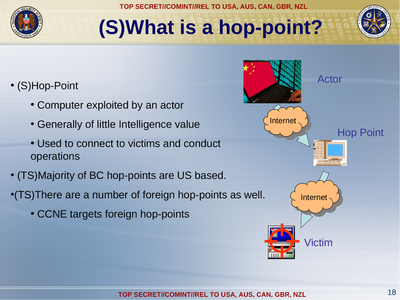 TOP SECRET//COMINT//REL TO USA, AUS, CAN, GBR, NZL
(S)What is a hop-point?
• (S)Hop-Point
• Computer exploited by an actor
• Generally of little Intelligence value
• Used to connect to victims and conduct
operations
• (TS)Majority of BC hop-points are US based.
•(TS)There are a number of foreign hop-points as well.
• CCNE targets foreign hop-points
Actor
Internet
Hop Point
Internet
Victim
TOP SECRET//COMINT//REL TO USA, AUS, CAN, GBR, NZL
18